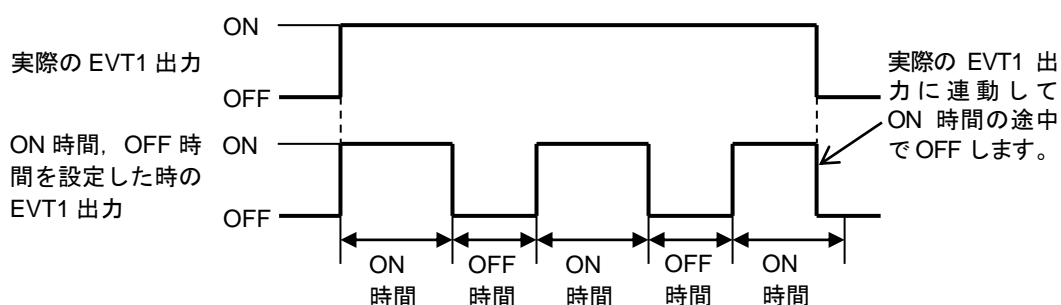 実際の EVT1 出力
ON
OFF
ON 時間，OFF 時
間を設定した時の
EVT1 出力
ON
OFF
実際の EVT1 出
力に連動して
ON 時間の途中
で OFF します。
ON
時間
OFF
時間
ON
時間
OFF
時間
ON
時間